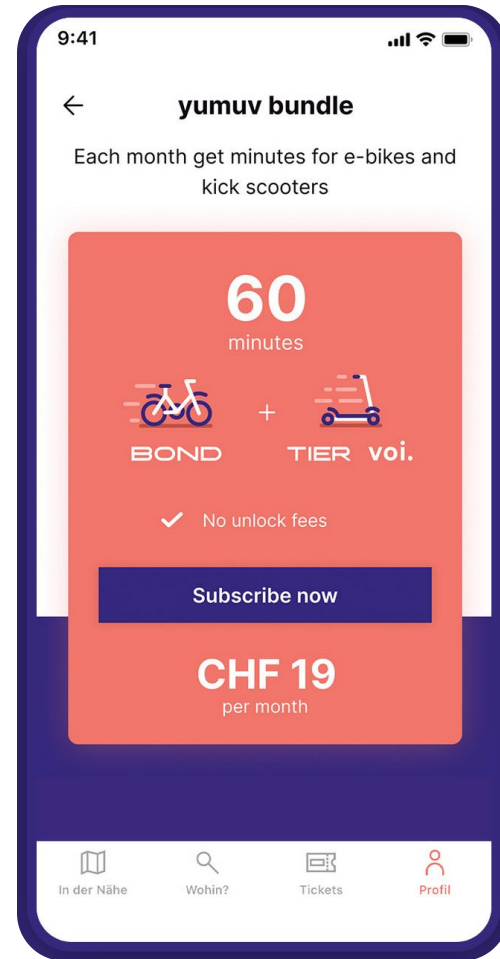 9:41
yumuv bundle
Each month get minutes for e-bikes and
kick scooters
60
minutes
+
BOND
TIER voi.
No unlock fees
Subscribe now
CHF 19
per month
In der Nähe
Wohin?
Tickets
Profil